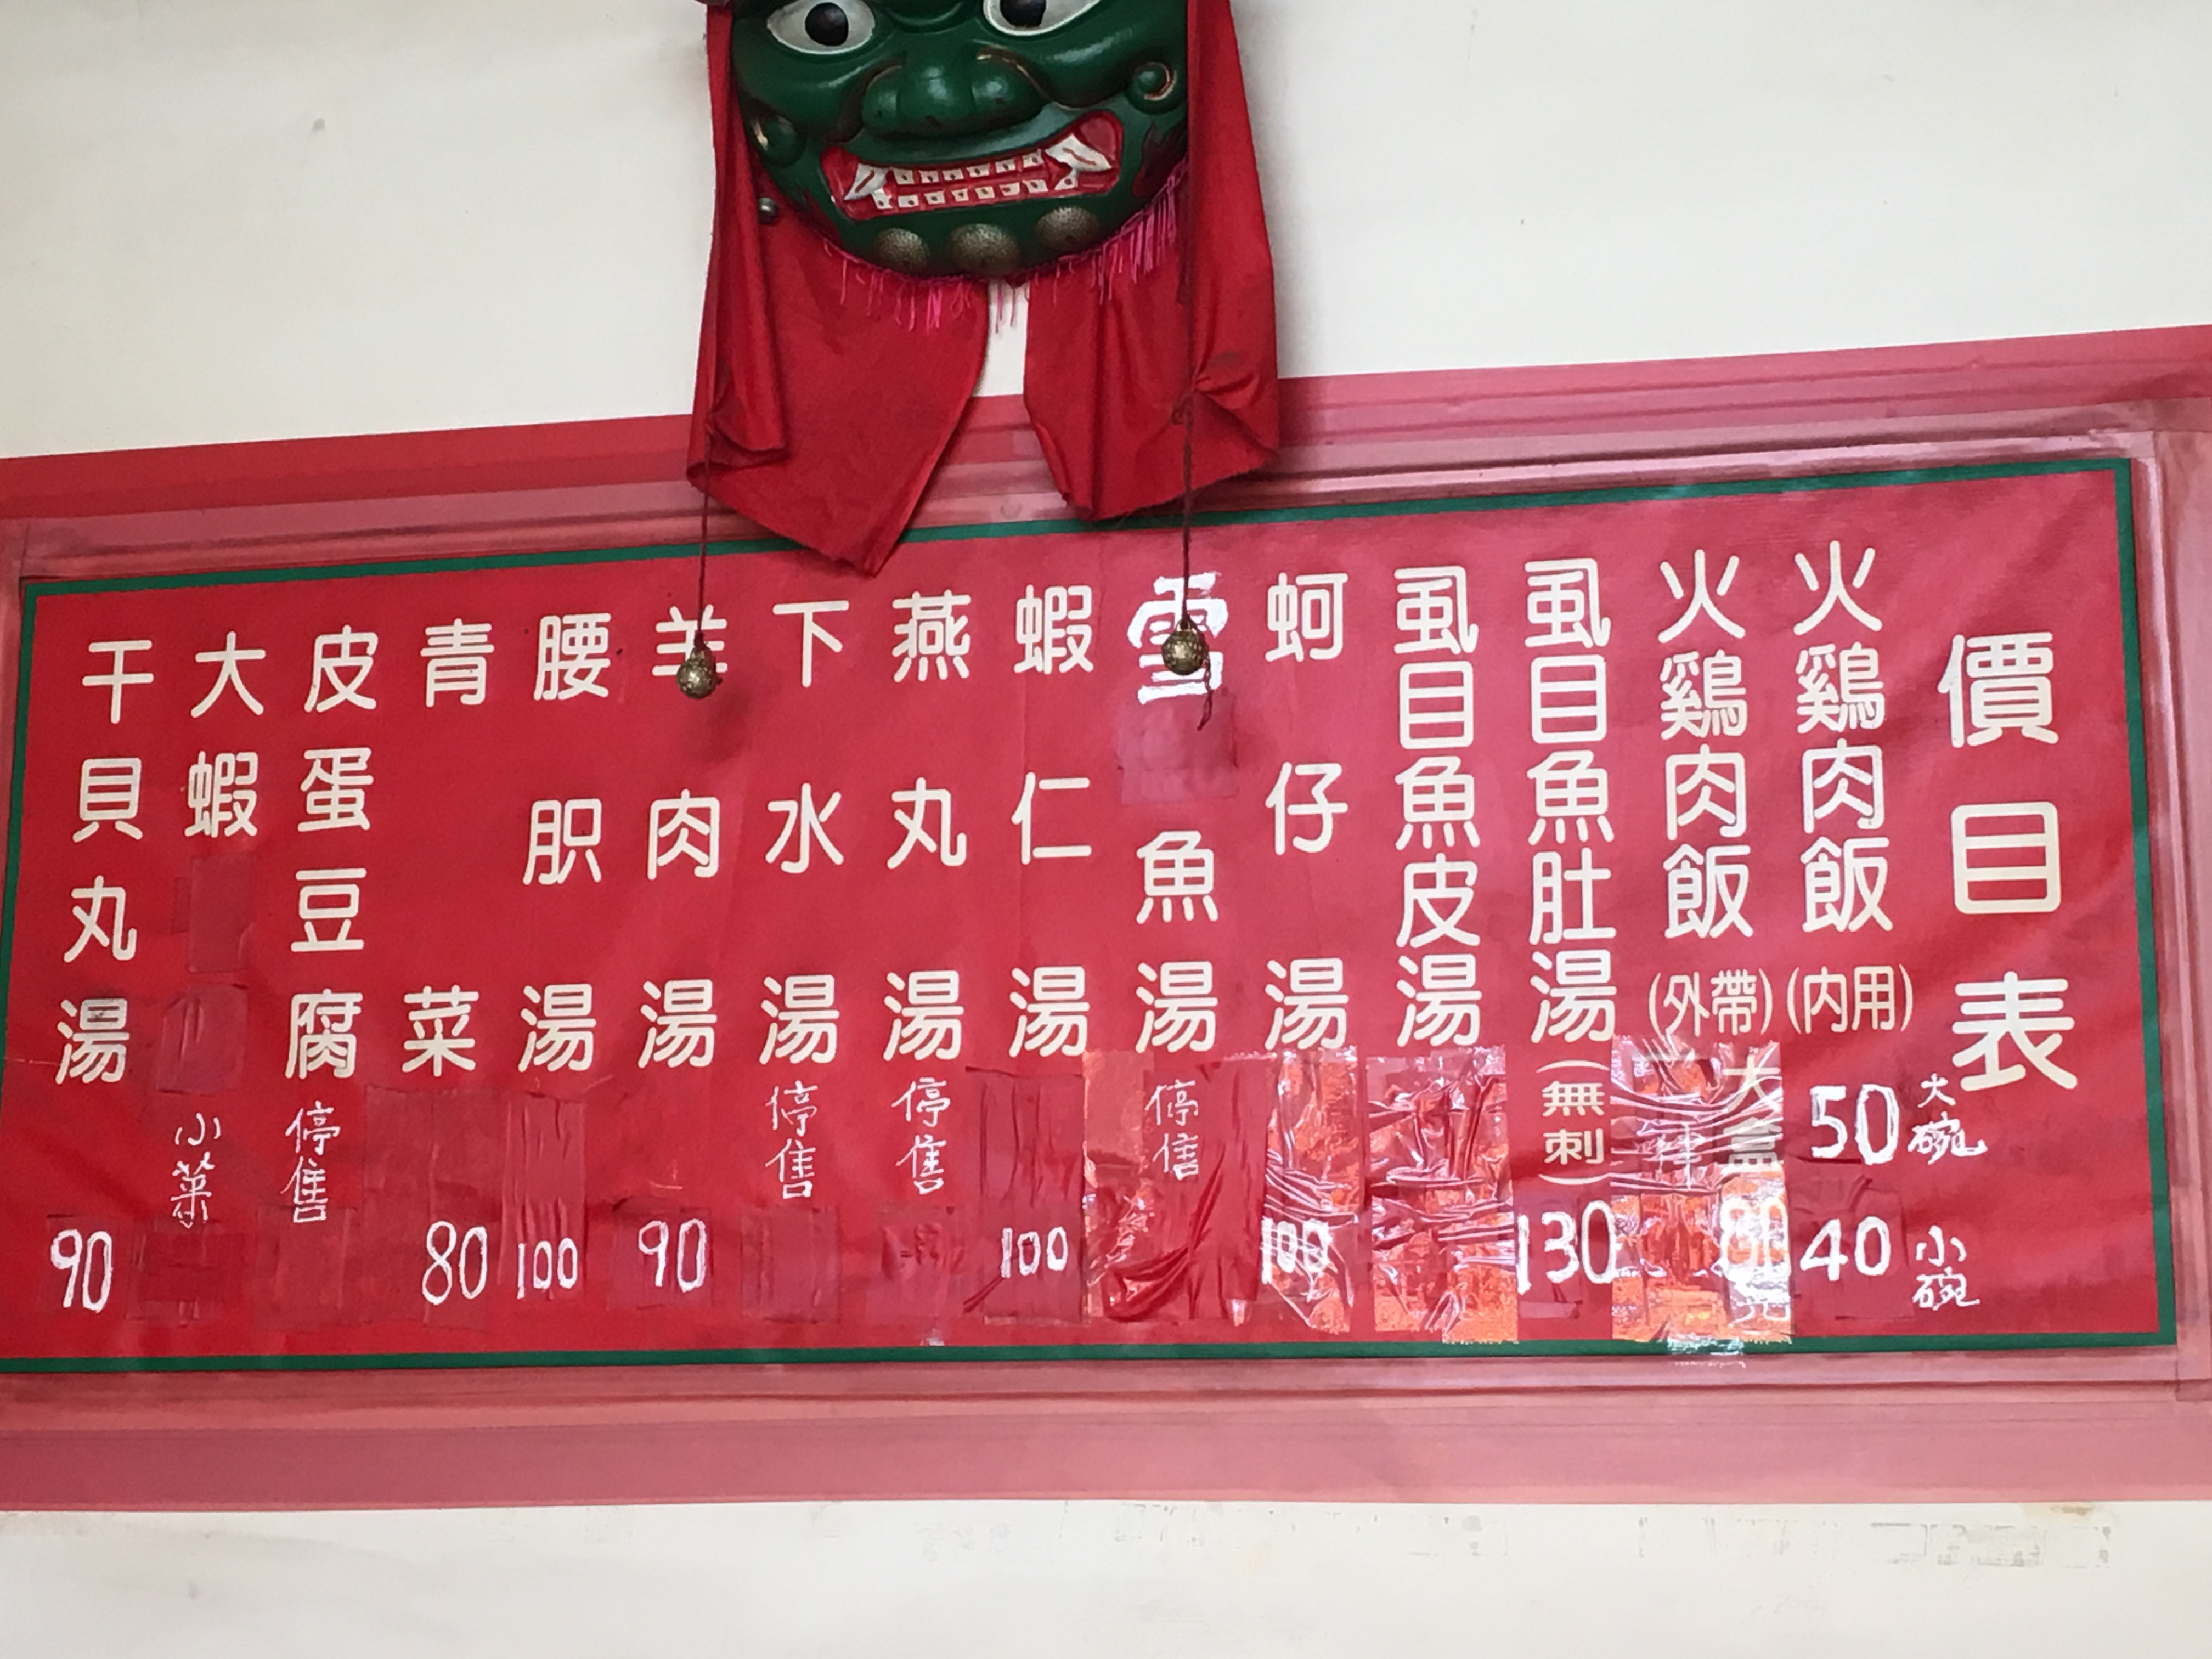 價目表
火鷄肉飯(内用) 50 大碗 40 小碗
火鷄肉飯(外帶) 大盒 80
虱目魚肚湯(無刺) 130
虱目魚皮湯
蚵仔湯 100
雪魚湯 停售
蝦仁湯 100
燕丸湯 停售
下水湯 停售
羊肉湯 90
腰胑湯 100
青菜 80
皮蛋豆腐 停售
大蝦 小菜
干貝丸湯 90